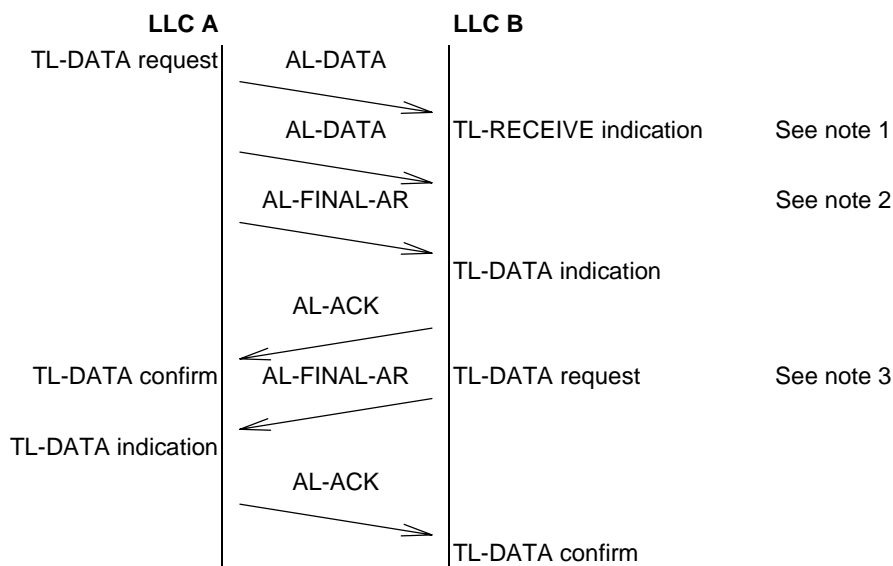 LLC A LLC B
TL-DATA request AL-DATA
AL-DATA TL-RECEIVE indication See note 1
AL-FINAL-AR See note 2
TL-DATA indication
AL-ACK
TL-DATA confirm AL-FINAL-AR TL-DATA request See note 3
TL-DATA indication
AL-ACK
TL-DATA confirm